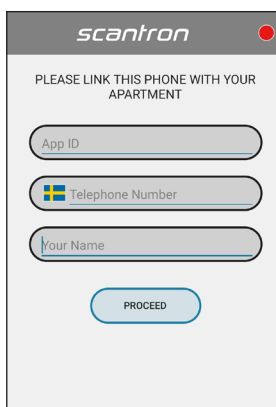 scantron
PLEASE LINK THIS PHONE WITH YOUR
APARTMENT
App ID
Telephone Number
Your Name
PROCEED